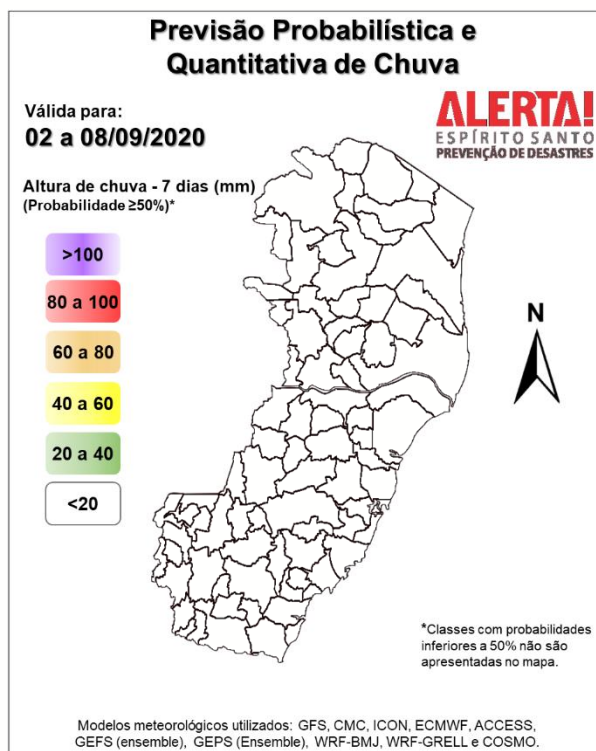 Previsão Probabilística e
Quantitativa de Chuva
Válida para:
02 a 08/09/2020
ALERTA!
ESPÍRITO SANTO
PREVENÇÃO DE DESASTRES
Altura de chuva - 7 dias (mm)
(Probabilidade ≥50%)*
>100
80 a 100
60 a 80
40 a 60
20 a 40
<20
N
*Classes com probabilidades
inferiores a 50% não são
apresentadas no mapa.
Modelos meteorológicos utilizados: GFS, CMC, ICON, ECMWF, ACCESS,
GEFS (ensemble), GEPS (Ensemble), WRF-BMJ, WRF-GRELL e COSMO.